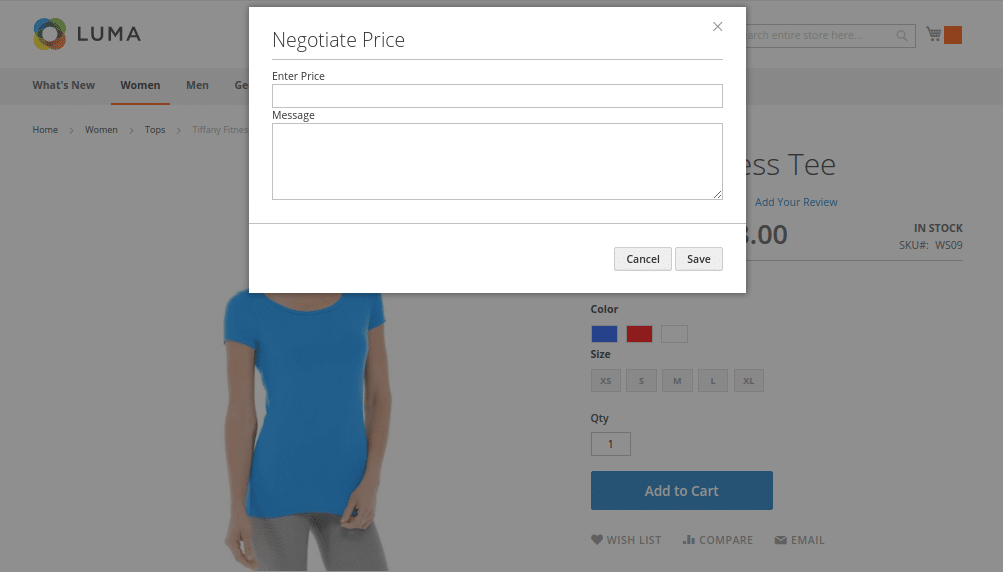 LUMA
Negotiate Price
Enter Price
Message
Cancel
Save
arch entire store here...
What's New
Women
Men
Ge
Home > Women > Tops > Tiffany Fitnes
ess Tee
Add Your Review
.00
IN STOCK
SKU#: WS09
Color
Size
XS S M L XL
Qty
1
Add to Cart
WISH LIST
COMPARE
EMAIL